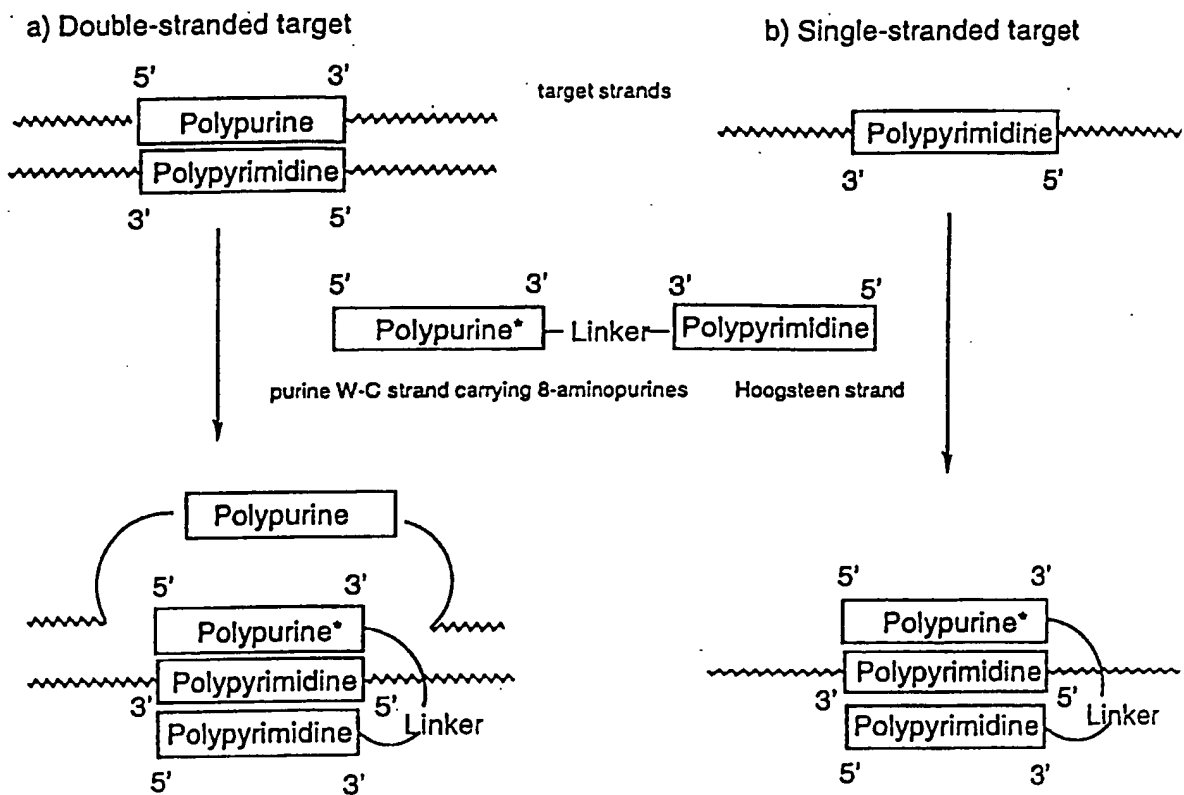 a) Double-stranded target
b) Single-stranded target
5' 3'
target strands
Polypurine
Polypyrimidine
3' 5'
Polypyrimidine
3' 5'
5' 3' 3' 5'
Polypurine* Linker Polypyrimidine
purine W-C strand carrying 8-aminopurines Hoogsteen strand
Polypurine
5' 3'
Polypurine*
Polypyrimidine
3' 5'
Linker
Polypyrimidine
5' 3'
5' 3'
Polypurine*
Polypyrimidine
3' 5'
Linker
Polypyrimidine
5' 3'